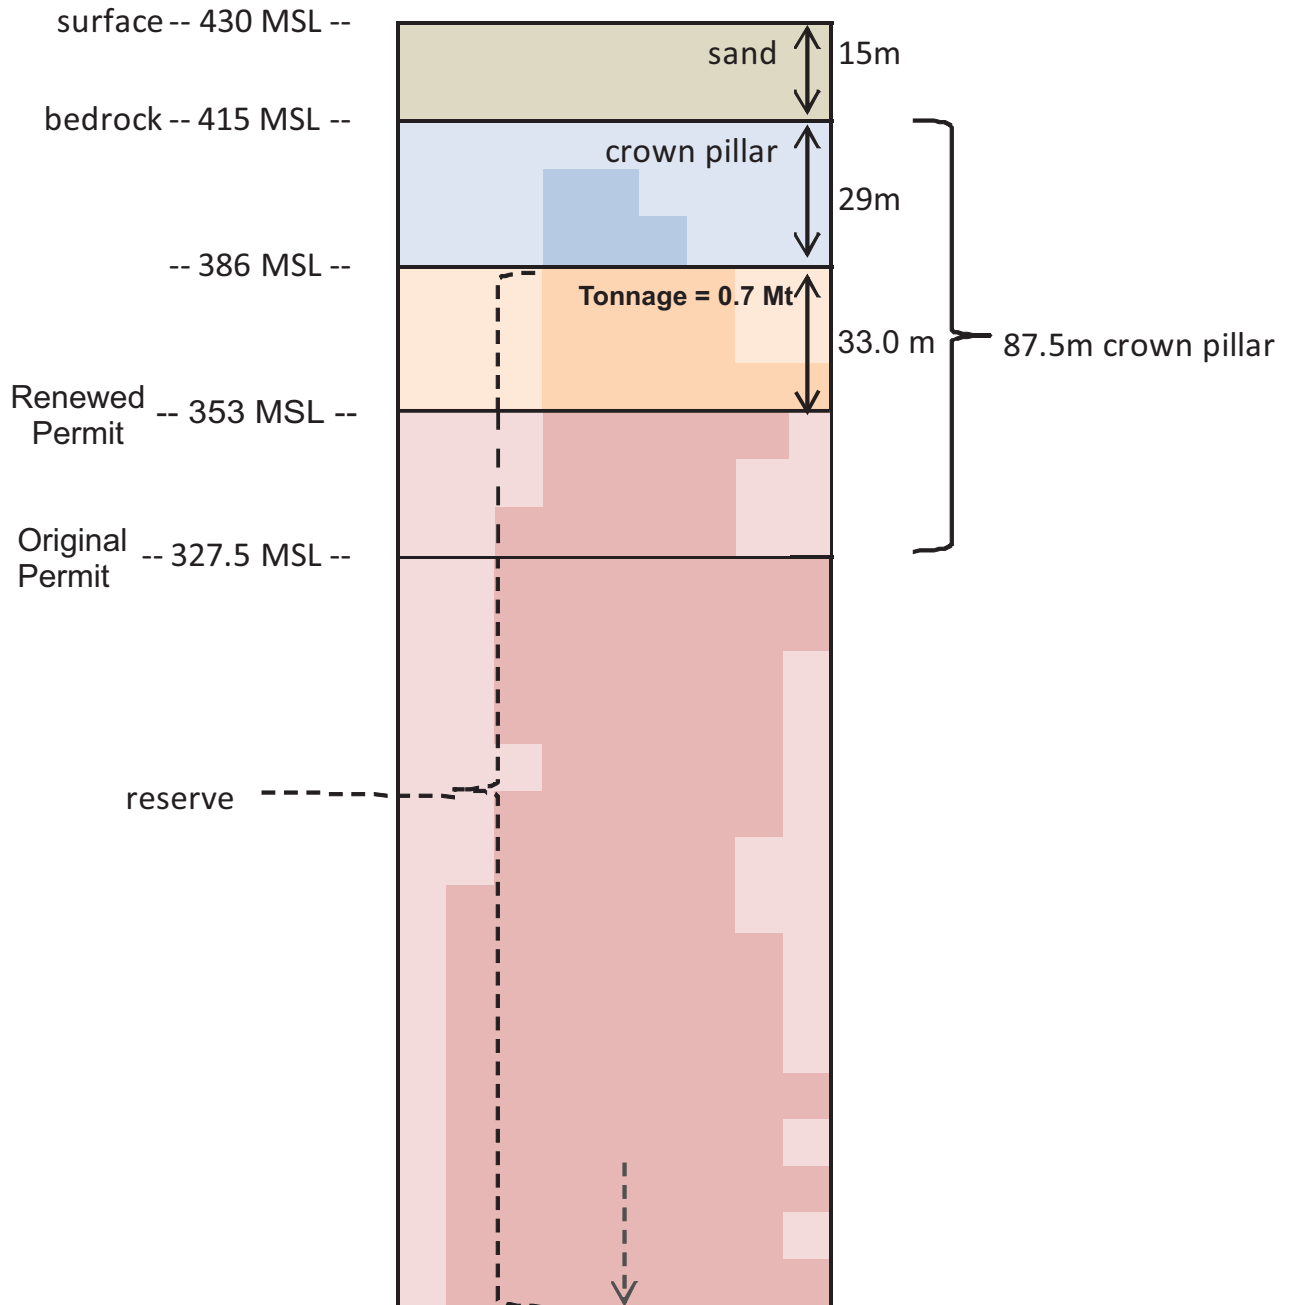 surface -- 430 MSL --
sand
15m
bedrock -- 415 MSL --
crown pillar
29m
-- 386 MSL --
Tonnage = 0.7 Mt
33.0 m
87.5m crown pillar
Renewed
Permit
-- 353 MSL --
Original
Permit
-- 327.5 MSL --
reserve